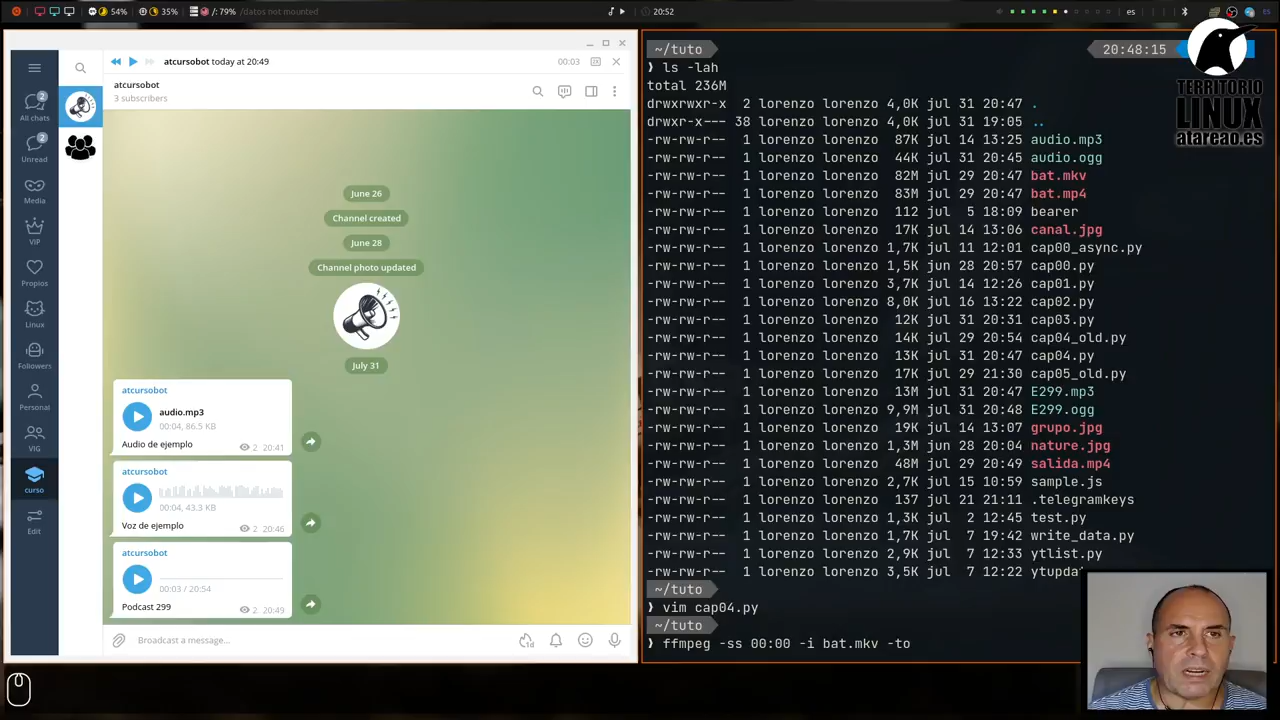 54%
35%
/: 79%
/datos not mounted
20:52
es
ES
atcursobot today at 20:49
00:03
2X
atcursobot
3 subscribers
2
All chats
2
Unread
Media
VIP
Propios
Linux
Followers
Personal
VIG
curso
Edit
June 26
Channel created
June 28
Channel photo updated
July 31
atcursobot
audio.mp3
00:04, 86.5 KB
Audio de ejemplo
2 20:41
atcursobot
00:04, 43.3 KB
Voz de ejemplo
2 20:46
atcursobot
00:03 / 20:54
Podcast 299
2 20:49
Broadcast a message...
1d
~/tuto
20:48:15
❯ ls -lah
total 236M
drwxrwxr-x 2 lorenzo lorenzo 4,0K jul 31 20:47 .
drwxr-x--- 38 lorenzo lorenzo 4,0K jul 31 19:05 ..
-rw-rw-r-- 1 lorenzo lorenzo 87K jul 14 13:25 audio.mp3
-rw-rw-r-- 1 lorenzo lorenzo 44K jul 31 20:45 audio.ogg
-rw-rw-r-- 1 lorenzo lorenzo 82M jul 29 20:47 bat.mkv
-rw-rw-r-- 1 lorenzo lorenzo 83M jul 29 20:47 bat.mp4
-rw-rw-r-- 1 lorenzo lorenzo 112 jul 5 18:09 bearer
-rw-rw-r-- 1 lorenzo lorenzo 17K jul 14 13:06 canal.jpg
-rw-rw-r-- 1 lorenzo lorenzo 1,7K jul 11 12:01 cap00_async.py
-rw-rw-r-- 1 lorenzo lorenzo 1,5K jun 28 20:57 cap00.py
-rw-rw-r-- 1 lorenzo lorenzo 3,7K jul 14 12:26 cap01.py
-rw-rw-r-- 1 lorenzo lorenzo 8,0K jul 16 13:22 cap02.py
-rw-rw-r-- 1 lorenzo lorenzo 12K jul 31 20:31 cap03.py
-rw-rw-r-- 1 lorenzo lorenzo 14K jul 29 20:54 cap04_old.py
-rw-rw-r-- 1 lorenzo lorenzo 13K jul 31 20:47 cap04.py
-rw-rw-r-- 1 lorenzo lorenzo 17K jul 29 21:30 cap05_old.py
-rw-rw-r-- 1 lorenzo lorenzo 13M jul 31 20:47 E299.mp3
-rw-rw-r-- 1 lorenzo lorenzo 9,9M jul 31 20:48 E299.ogg
-rw-rw-r-- 1 lorenzo lorenzo 19K jul 14 13:07 grupo.jpg
-rw-rw-r-- 1 lorenzo lorenzo 1,3M jun 28 20:04 nature.jpg
-rw-rw-r-- 1 lorenzo lorenzo 48M jul 29 20:49 salida.mp4
-rw-rw-r-- 1 lorenzo lorenzo 2,7K jul 15 10:59 sample.js
-rw-rw-r-- 1 lorenzo lorenzo 137 jul 21 21:11 .telegramkeys
-rw-rw-r-- 1 lorenzo lorenzo 1,3K jul 2 12:45 test.py
-rw-rw-r-- 1 lorenzo lorenzo 1,7K jul 7 19:42 write_data.py
-rw-rw-r-- 1 lorenzo lorenzo 2,9K jul 7 12:33 ytlist.py
-rw-rw-r-- 1 lorenzo lorenzo 3,5K jul 7 12:22
~/tuto
❯ vim cap04.py
~/tuto
❯ ffmpeg -ss 00:00 -i bat.mkv -to
TERRITORIO
LINUX
atareao.es